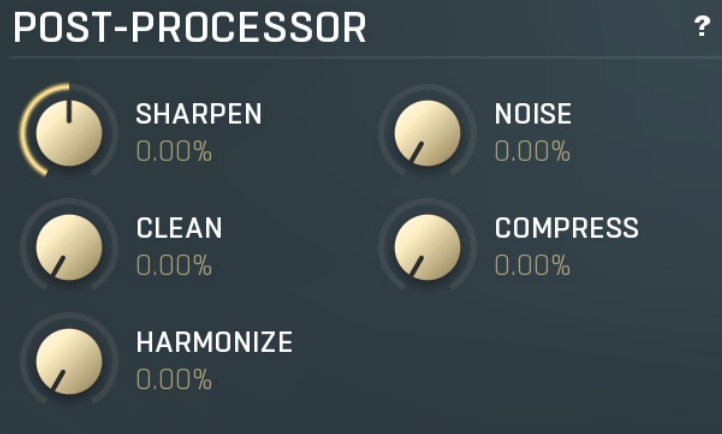 POST-PROCESSOR
?
SHARPEN
0.00%
NOISE
0.00%
CLEAN
0.00%
COMPRESS
0.00%
HARMONIZE
0.00%